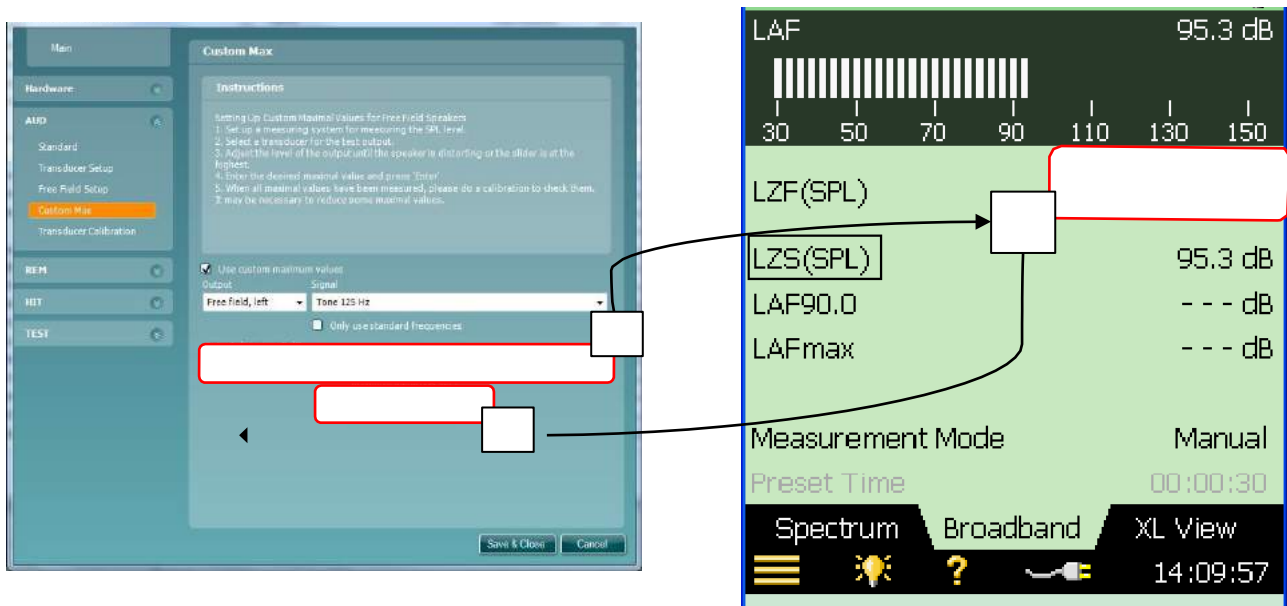 Main
Hardware
AUD
Standard
Transducer Setup
Free Field Setup
Custom Max
Transducer Calibration
REM
HIT
TEST
Custom Max
Instructions
Setting Up Custom Maximal Values for Free Field Speakers
1. Set up a measuring system for measuring the SPL level.
2. Select a transducer for the test output.
3. Adjust the level of the output until the speaker is distorting or the slider is at the
highest.
4. Enter the desired maximal value and press 'Enter'
5. When all maximal values have been measured, please do a calibration to check them.
It may be necessary to reduce some maximal values.
Use custom maximum values
Output Signal
Free field, left Tone 125 Hz
Only use standard frequencies
Save & Close Cancel
LAF 95.3 dB
30 50 70 90 110 130 150
LZF(SPL)
LZS(SPL) 95.3 dB
LAF90.0 - - - dB
LAFmax - - - dB
Measurement Mode Manual
Preset Time 00:00:30
Spectrum Broadband XL View
? 14:09:57